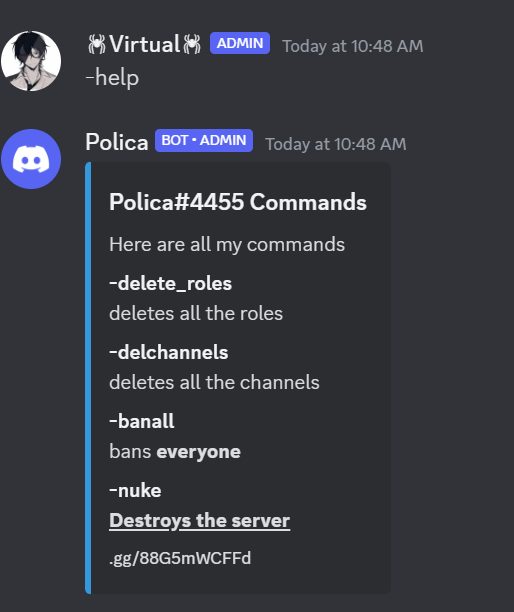 🕷Virtual🕷 ADMIN Today at 10:48 AM
-help
Polica BOT • ADMIN Today at 10:48 AM
Polica#4455 Commands
Here are all my commands
-delete_roles
deletes all the roles
-delchannels
deletes all the channels
-banall
bans everyone
-nuke
Destroys the server
.gg/88G5mWCFFd